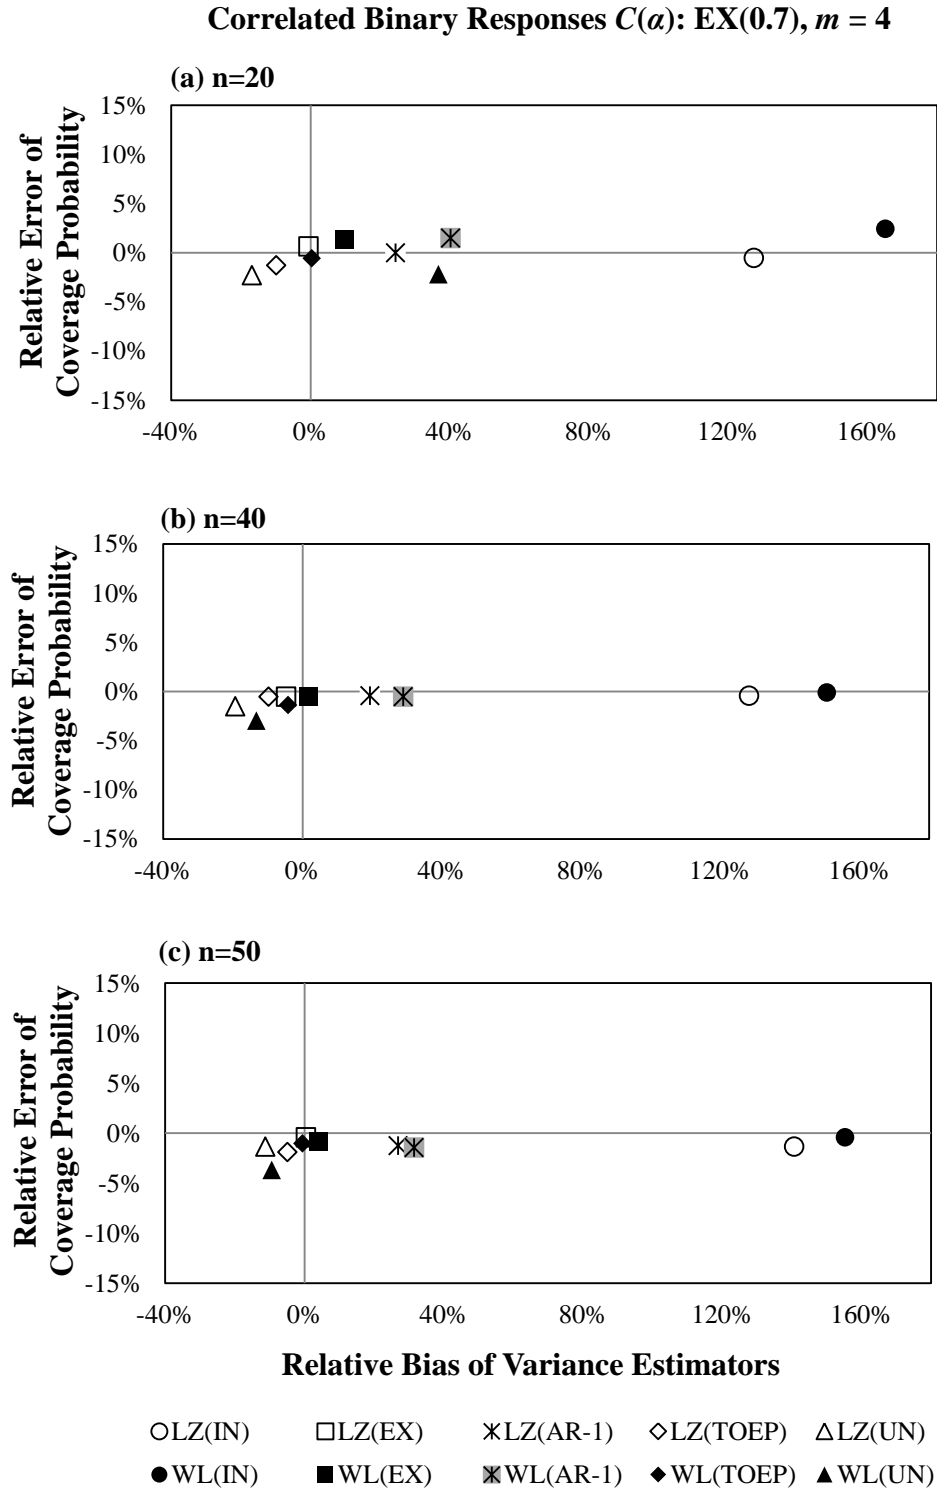 Correlated Binary Responses C(α): EX(0.7), m = 4
(a) n=20
15%
10%
5%
0%
-5%
-10%
-15%
Relative Error of
Coverage Probability
-40% 0% 40% 80% 120% 160%
(b) n=40
15%
10%
5%
0%
-5%
-10%
-15%
Relative Error of
Coverage Probability
-40% 0% 40% 80% 120% 160%
(c) n=50
15%
10%
5%
0%
-5%
-10%
-15%
Relative Error of
Coverage Probability
-40% 0% 40% 80% 120% 160%
Relative Bias of Variance Estimators
LZ(IN) LZ(EX) LZ(AR-1) LZ(TOEP) LZ(UN)
WL(IN) WL(EX) WL(AR-1) WL(TOEP) WL(UN)